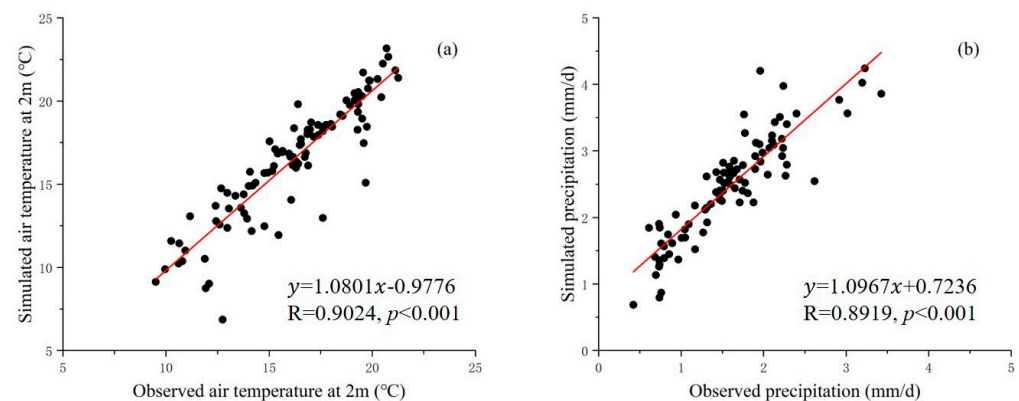 (a)
Simulated air temperature at 2m (℃)
25
20
15
10
5
y=1.0801x-0.9776
R=0.9024, p<0.001
5 10 15 20 25
Observed air temperature at 2m (℃)
(b)
Simulated precipitation (mm/d)
5
4
3
2
1
0
y=1.0967x+0.7236
R=0.8919, p<0.001
0 1 2 3 4 5
Observed precipitation (mm/d)